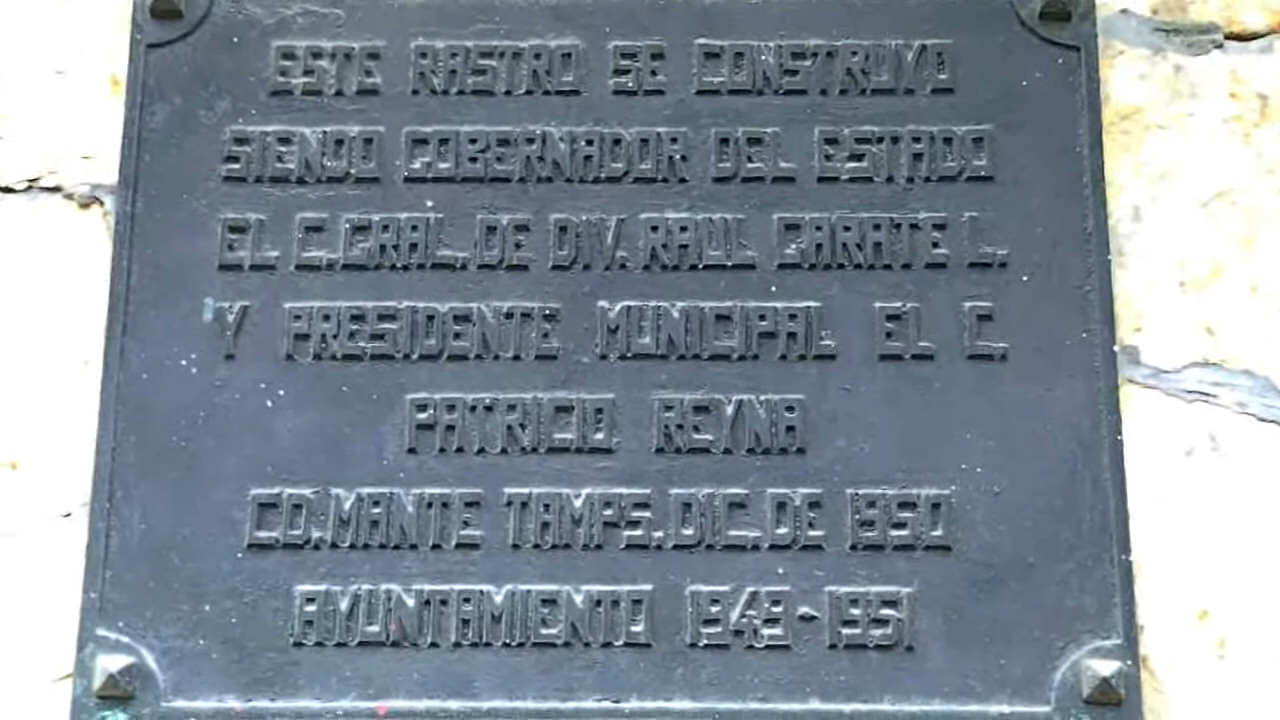 ESTE RASTRO SE CONSTRUYO
SIENDO GOBERNADOR DEL ESTADO
EL C. GRAL. DE DIV. RAUL GARATE L.
Y PRESIDENTE MUNICIPAL EL C.
PATRICIO REYNA
CD. MANTE TAMPS. DIC. DE 1950
AYUNTAMIENTO 1949-1951